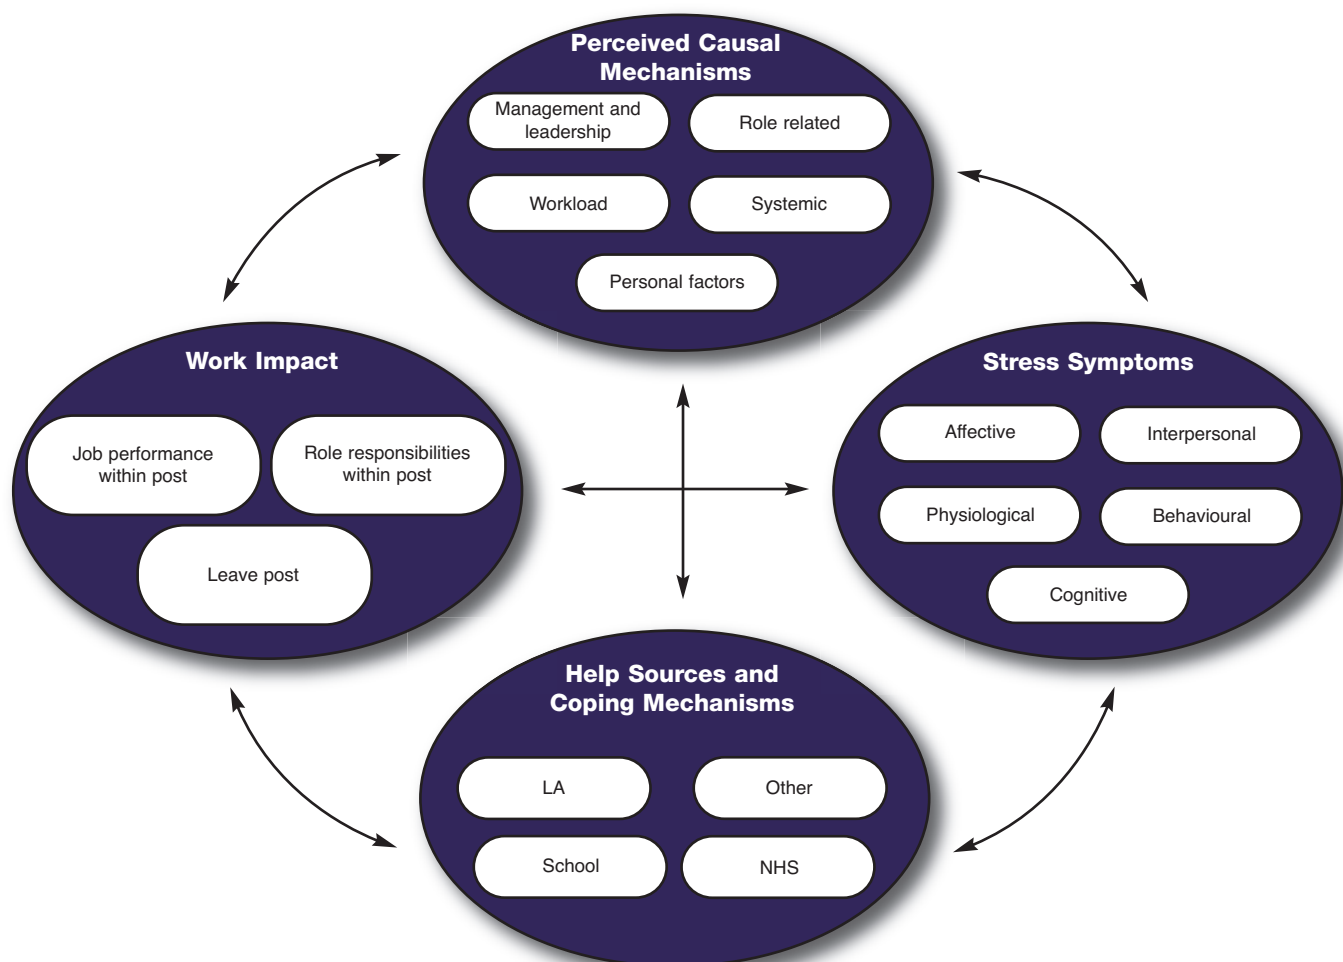 Perceived Causal
Mechanisms
Management and
leadership
Role related
Workload
Systemic
Personal factors
Work Impact
Job performance
within post
Role responsibilities
within post
Leave post
Stress Symptoms
Affective
Interpersonal
Physiological
Behavioural
Cognitive
Help Sources and
Coping Mechanisms
LA
Other
School
NHS